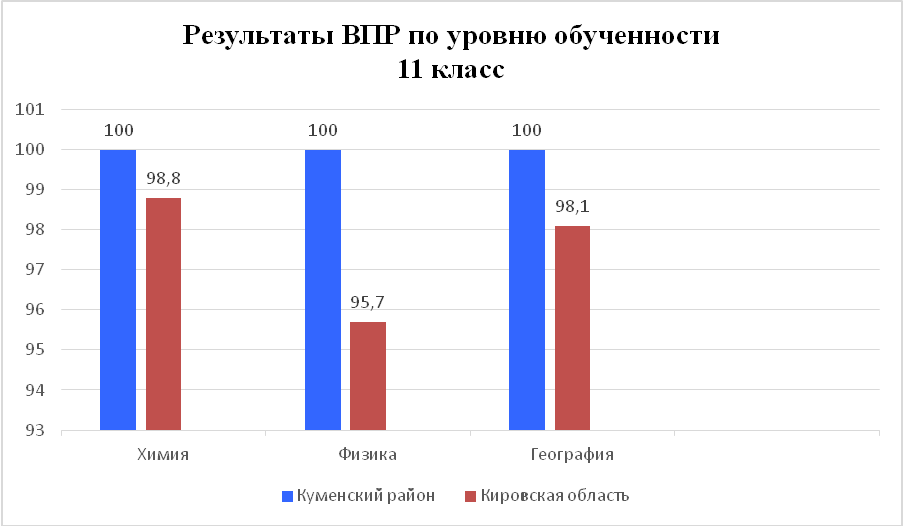 Результаты ВПР по уровню обученности
11 класс
101
100
99
98
97
96
95
94
93
100
98,8
100
95,7
100
98,1
Химия
Физика
География
Куменский район
Кировская область